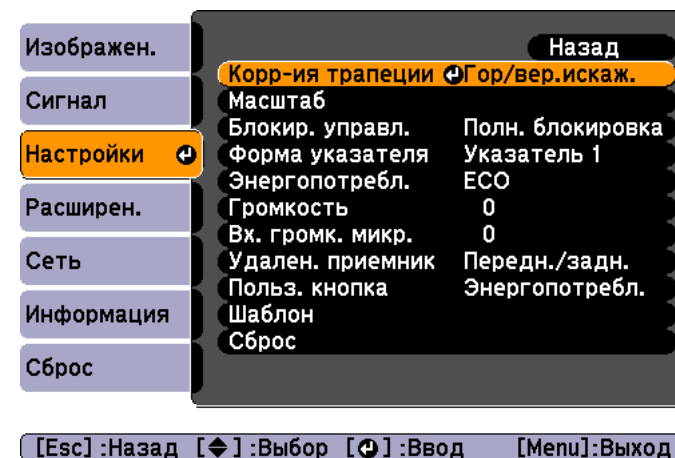 Изображен.
Сигнал
Настройки
Расширен.
Сеть
Информация
Сброс
Назад
Корр-ия трапеции Гор/вер.искаж.
Масштаб
Блокир. управл. Полн. блокировка
Форма указателя Указатель 1
Энергопотребл. ECO
Громкость 0
Вх. громк. микр. 0
Удален. приемник Передн./задн.
Польз. кнопка Энергопотребл.
Шаблон
Сброс
[Esc] :Назад [◆] :Выбор [↵] :Ввод [Menu]:Выход